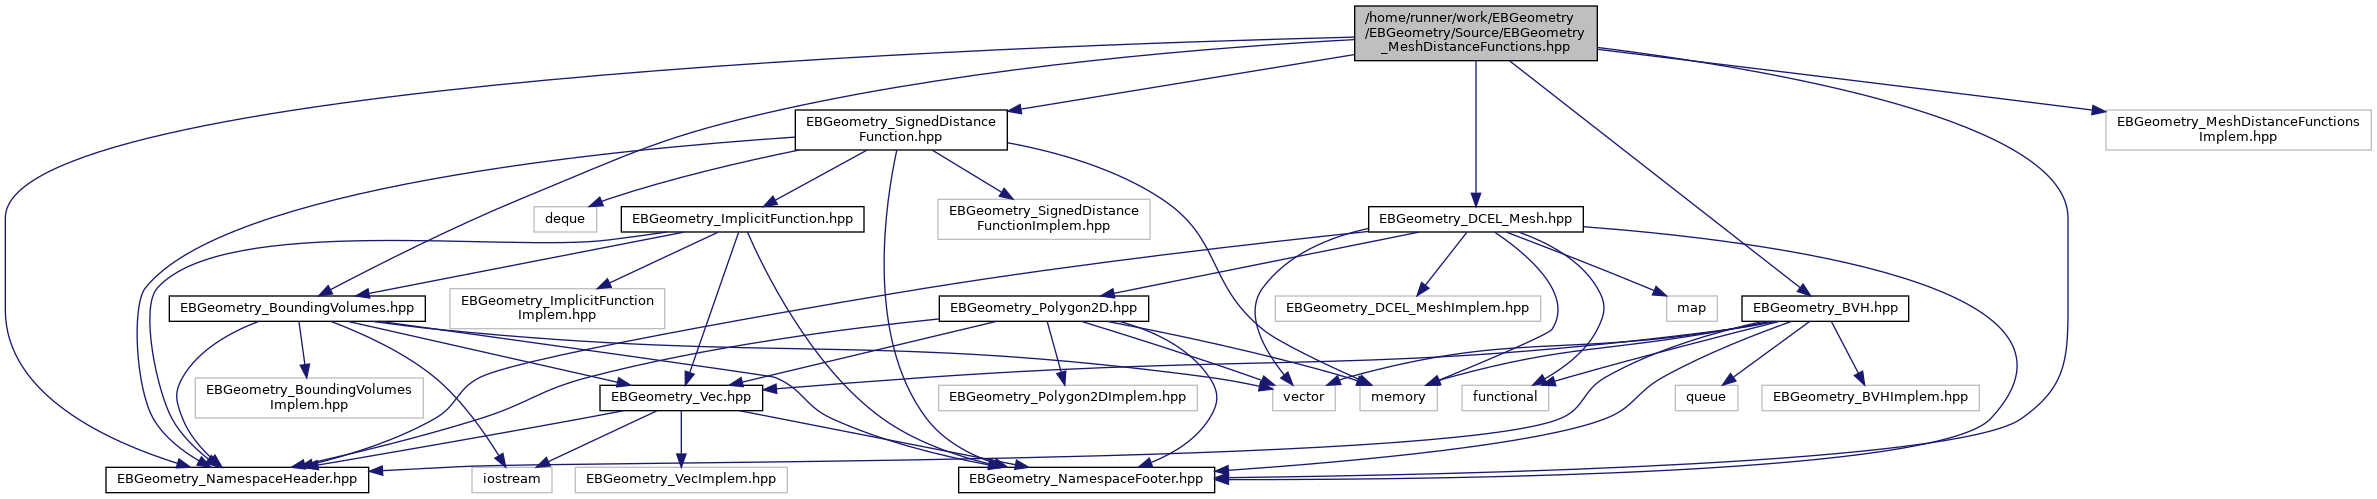 /home/runner/work/EBGeometry
/EBGeometry/Source/EBGeometry
_MeshDistanceFunctions.hpp
EBGeometry_SignedDistance
Function.hpp
EBGeometry_MeshDistanceFunctions
Implem.hpp
deque
EBGeometry_ImplicitFunction.hpp
EBGeometry_SignedDistance
FunctionImplem.hpp
EBGeometry_DCEL_Mesh.hpp
EBGeometry_BoundingVolumes.hpp
EBGeometry_ImplicitFunction
Implem.hpp
EBGeometry_Polygon2D.hpp
EBGeometry_DCEL_MeshImplem.hpp
map
EBGeometry_BVH.hpp
EBGeometry_BoundingVolumes
Implem.hpp
EBGeometry_Vec.hpp
EBGeometry_Polygon2DImplem.hpp
vector
memory
functional
queue
EBGeometry_BVHImplem.hpp
EBGeometry_NamespaceHeader.hpp
iostream
EBGeometry_VecImplem.hpp
EBGeometry_NamespaceFooter.hpp